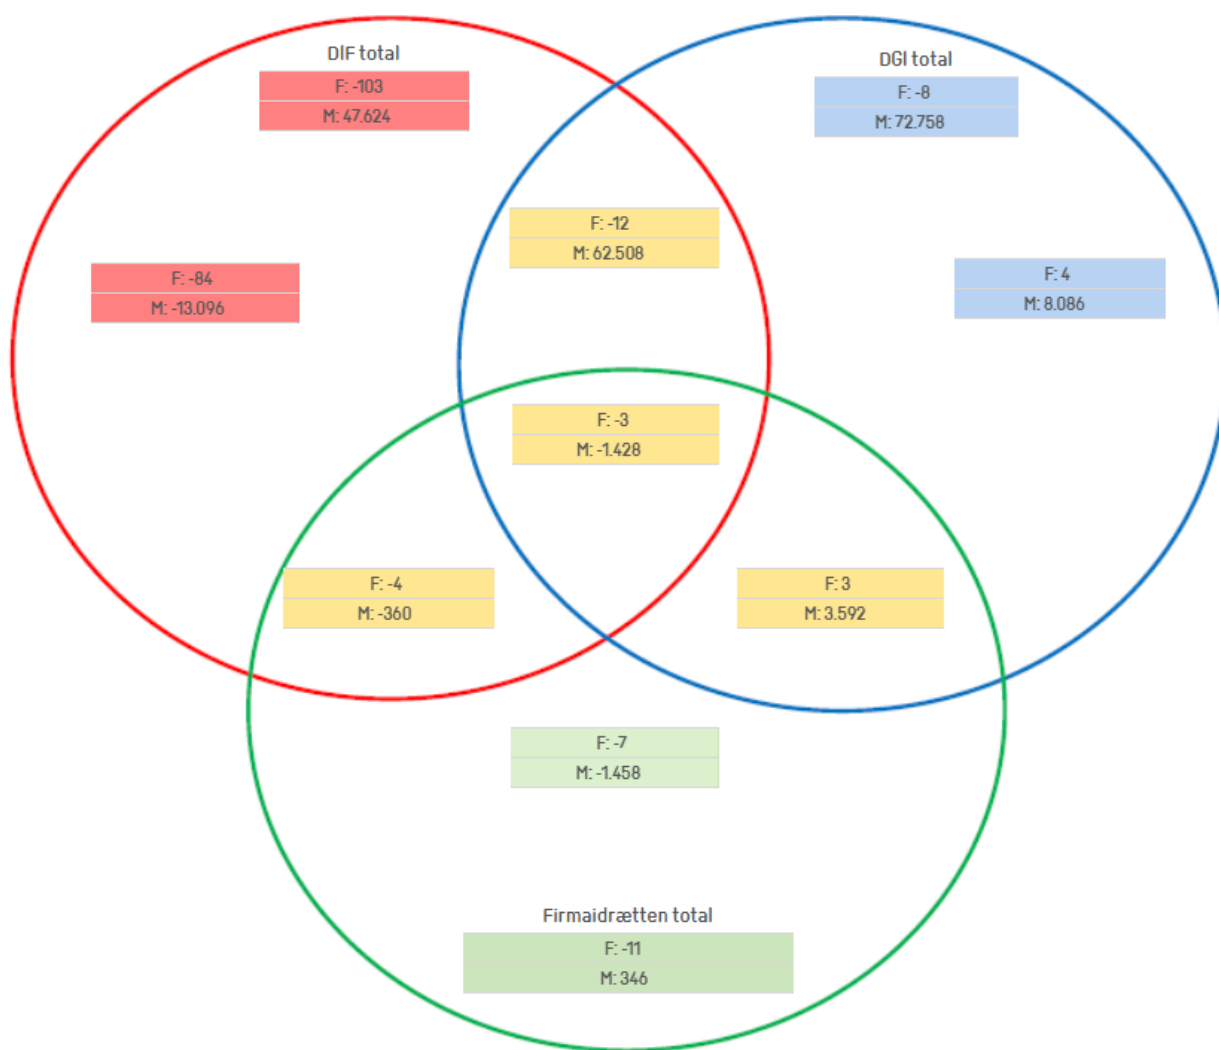 DIF total
F: -103
M: 47.624
DGI total
F: -8
M: 72.758
F: -12
M: 62.508
F: -84
M: -13.096
F: 4
M: 8.086
F: -3
M: -1.428
F: -4
M: -360
F: 3
M: 3.592
F: -7
M: -1.458
Firmaidrætten total
F: -11
M: 346